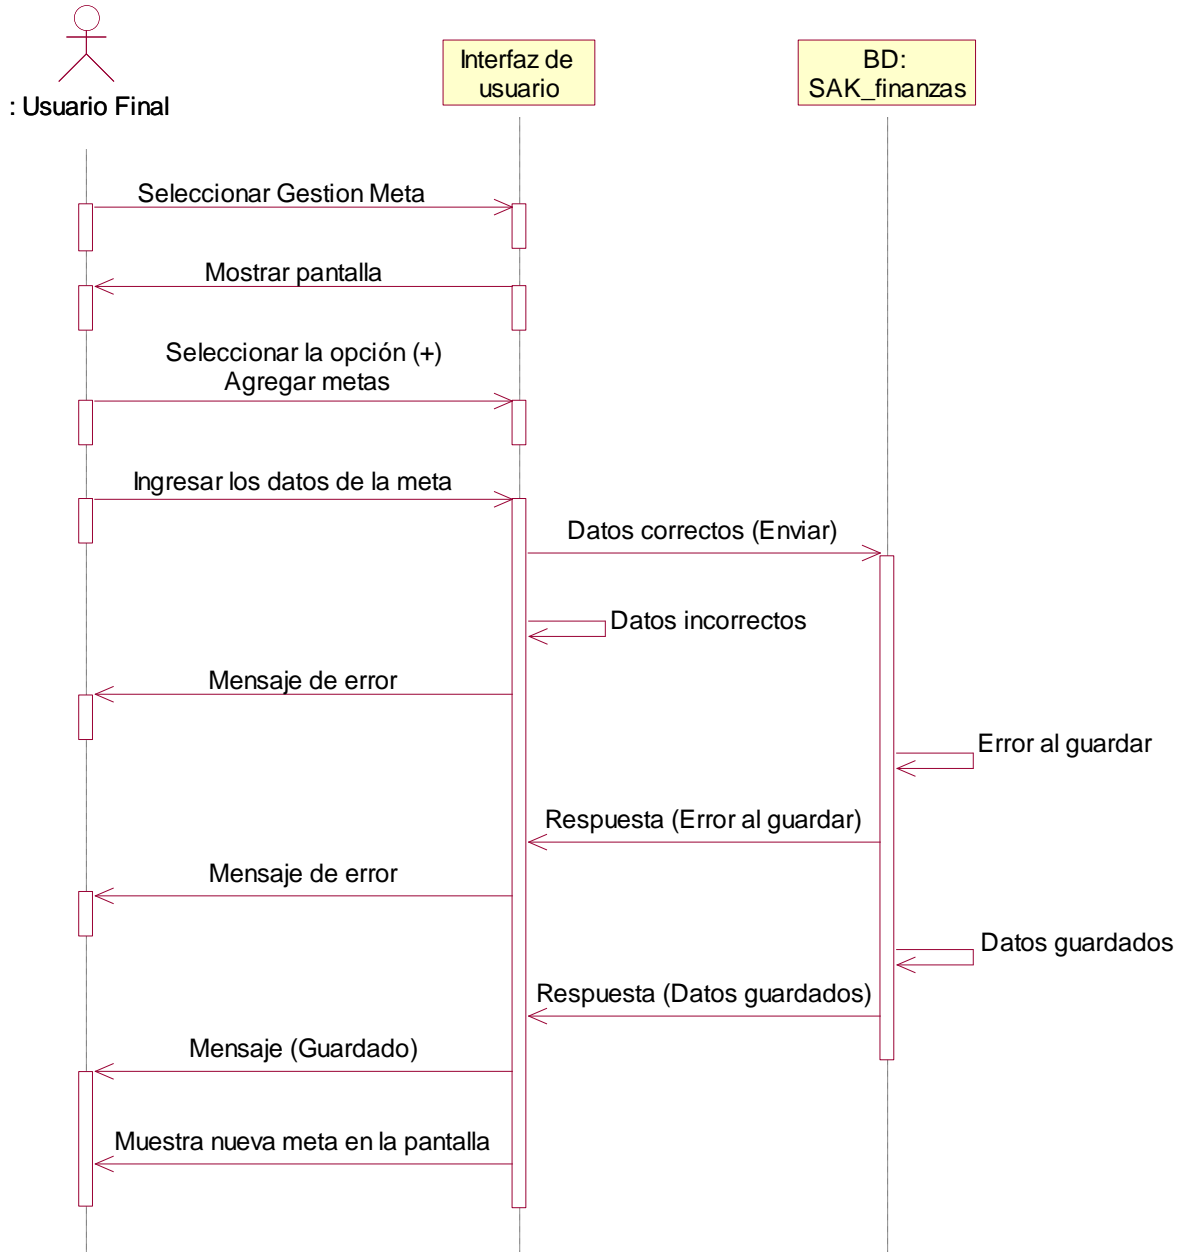 : Usuario Final
Interfaz de
usuario
BD:
SAK_finanzas
Seleccionar Gestion Meta
Mostrar pantalla
Seleccionar la opción (+)
Agregar metas
Ingresar los datos de la meta
Datos correctos (Enviar)
Datos incorrectos
Mensaje de error
Error al guardar
Respuesta (Error al guardar)
Mensaje de error
Datos guardados
Respuesta (Datos guardados)
Mensaje (Guardado)
Muestra nueva meta en la pantalla